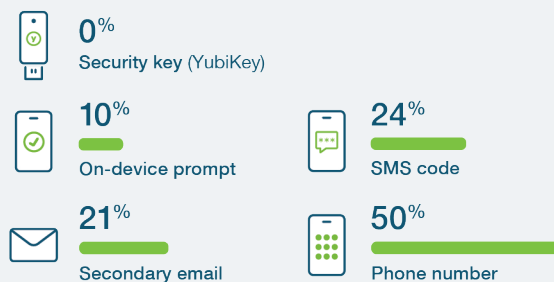 0%
Security key (YubiKey)
10%
On-device prompt
24%
SMS code
21%
Secondary email
50%
Phone number